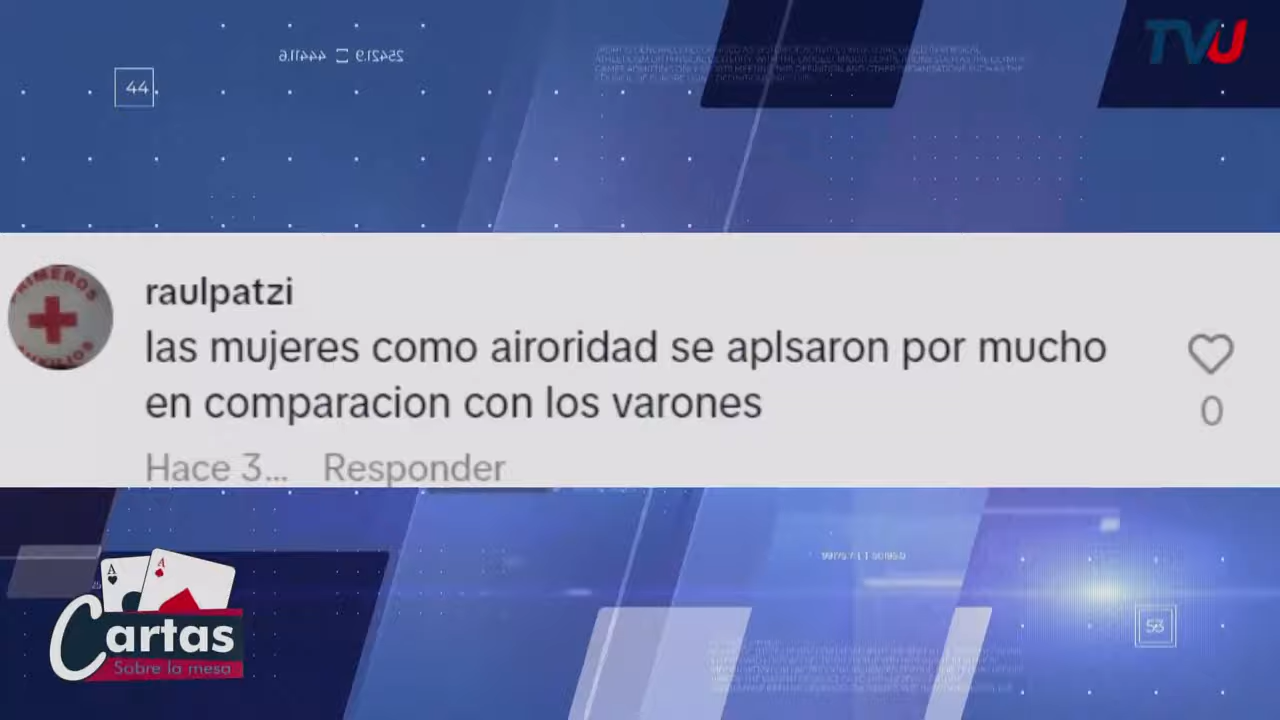 TVU
44
raulpatzi
las mujeres como airoridad se aplsaron por mucho
en comparacion con los varones
0
Hace 3... Responder
Cartas
Sobre la mesa